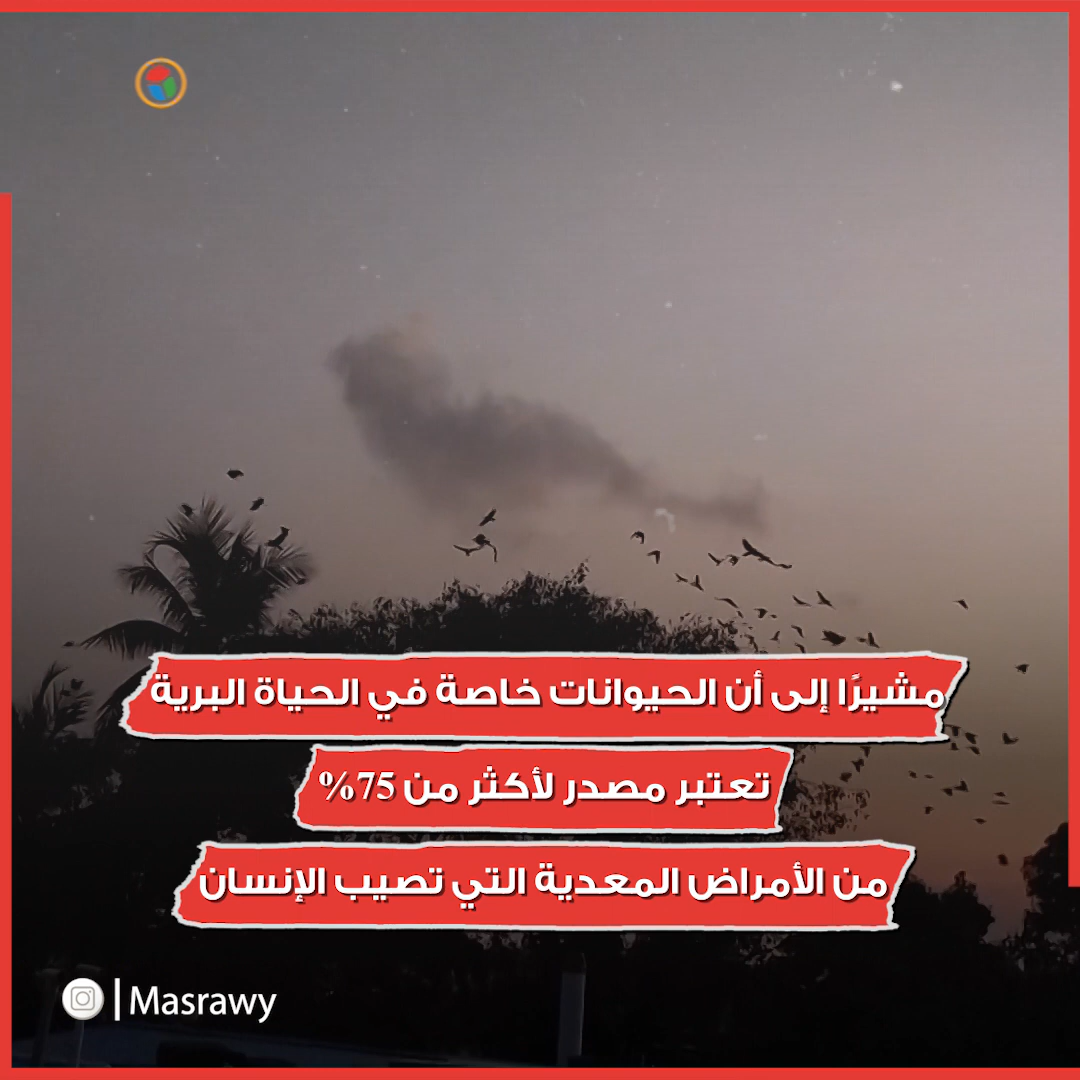 مشيرًا إلى أن الحيوانات خاصة في الحياة البرية
تعتبر مصدر لأكثر من 75%
من الأمراض المعدية التي تصيب الإنسان
| Masrawy